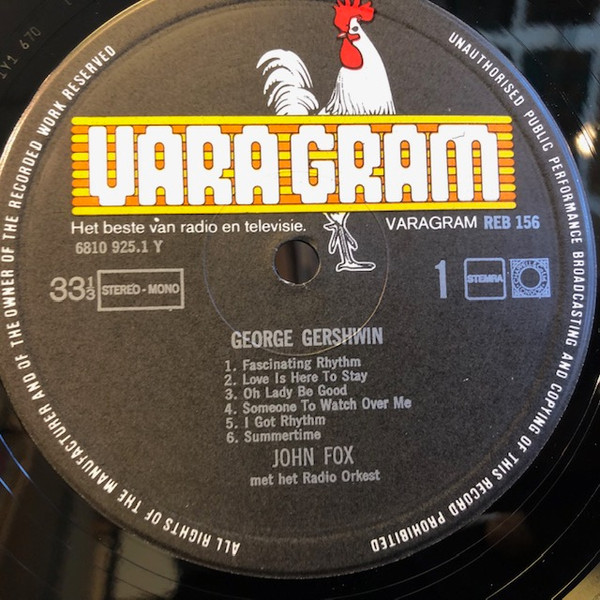 1Y1 670
ALL RIGHTS OF THE MANUFACTURER AND OF THE OWNER OF THE RECORDED WORK RESERVED
UNAUTHORISED PUBLIC PERFORMANCE BROADCASTING AND COPYING OF THIS RECORD PROHIBITED
VARAGRAM
Het beste van radio en televisie.
VARAGRAM REB 156
6810 925.1 Y
33⅓ STEREO-MONO
1 STEMRA
GEORGE GERSHWIN
1. Fascinating Rhythm
2. Love Is Here To Stay
3. Oh Lady Be Good
4. Someone To Watch Over Me
5. I Got Rhythm
6. Summertime
JOHN FOX
met het Radio Orkest